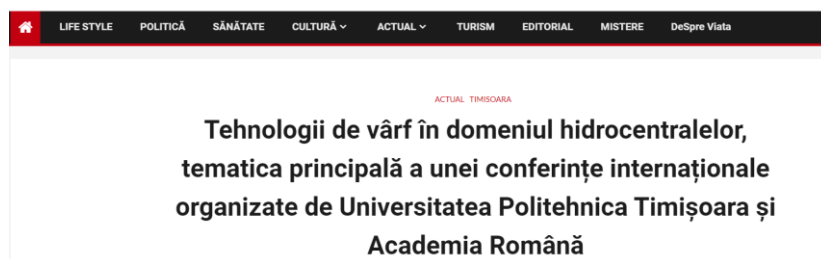 LIFE STYLE POLITICĂ SĂNĂTATE CULTURĂ ACTUAL TURISM EDITORIAL MISTERE DeSpre Viata
ACTUAL TIMISOARA
Tehnologii de vârf în domeniul hidrocentralelor,
tematica principală a unei conferințe internaționale
organizate de Universitatea Politehnica Timișoara și
Academia Română